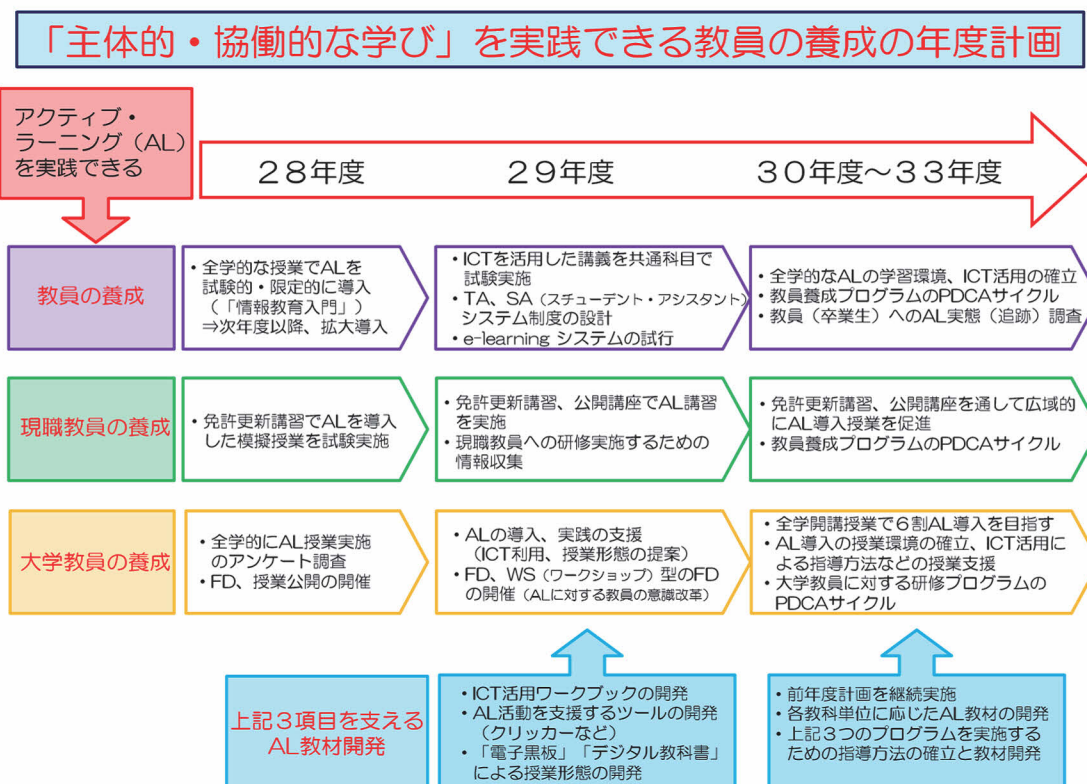 「主体的・協働的な学び」を実践できる教員の養成の年度計画
アクティブ・
ラーニング（AL）
を実践できる
２８年度
２９年度
３０年度～３３年度
教員の養成
・全学的な授業でALを
試験的・限定的に導入
（「情報教育入門」）
⇒次年度以降、拡大導入
・ICTを活用した講義を共通科目で
試験実施
・TA、SA（スチューデント・アシスタント）
システム制度の設計
・e-learning システムの試行
・全学的なALの学習環境、ICT活用の確立
・教員養成プログラムのPDCAサイクル
・教員（卒業生）へのAL実態（追跡）調査
現職教員の養成
・免許更新講習でALを導入
した模擬授業を試験実施
・免許更新講習、公開講座でAL講習
を実施
・現職教員への研修実施するための
情報収集
・免許更新講習、公開講座を通して広域的
にAL導入授業を促進
・教員養成プログラムのPDCAサイクル
大学教員の養成
・全学的にAL授業実施
のアンケート調査
・FD、授業公開の開催
・ALの導入、実践の支援
（ICT利用、授業形態の提案）
・FD、WS（ワークショップ）型のFD
の開催（ALに対する教員の意識改革）
・全学開講授業で６割AL導入を目指す
・AL導入の授業環境の確立、ICT活用に
よる指導方法などの授業支援
・大学教員に対する研修プログラムの
PDCAサイクル
上記３項目を支える
AL教材開発
・ICT活用ワークブックの開発
・AL活動を支援するツールの開発
（クリッカーなど）
・「電子黒板」「デジタル教科書」
による授業形態の開発
・前年度計画を継続実施
・各教科単位に応じたAL教材の開発
・上記３つのプログラムを実施する
ための指導方法の確立と教材開発